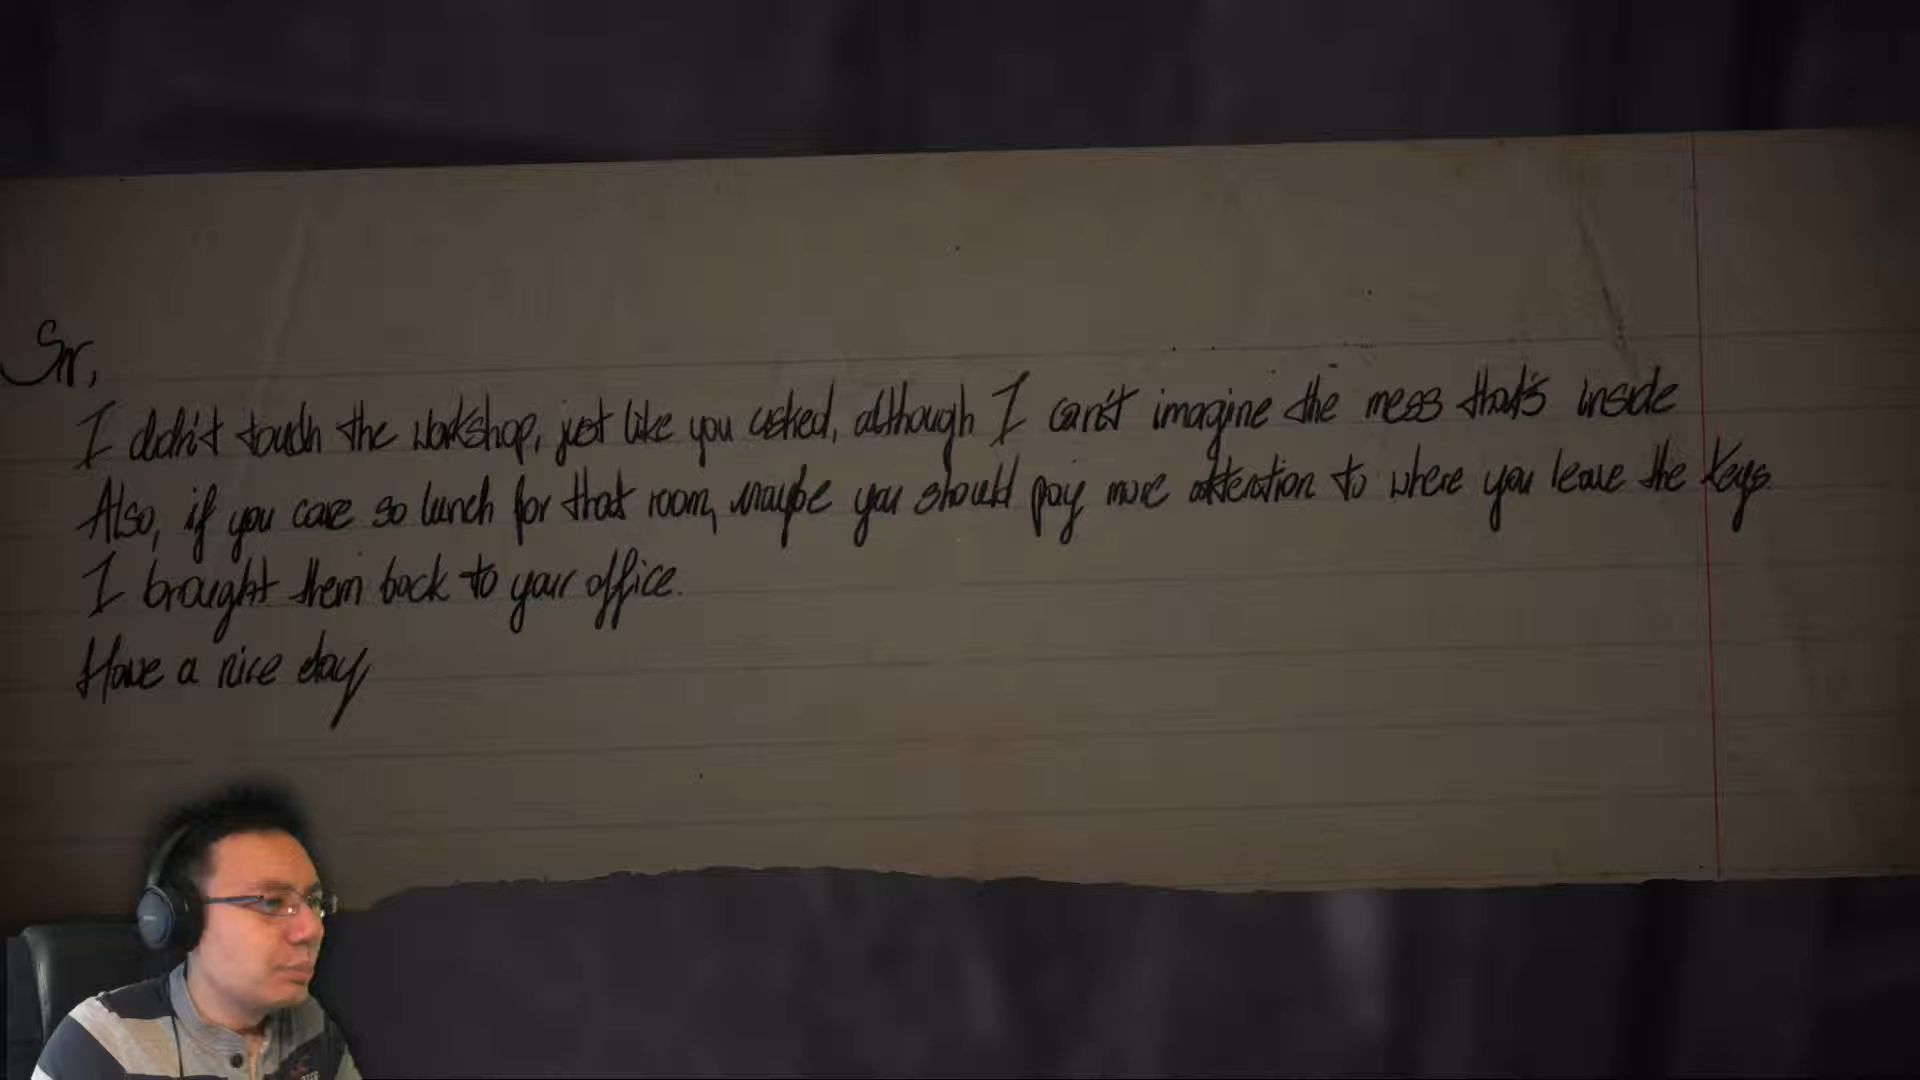 Sir,
I didn't touch the workshop, just like you asked, although I can't imagine the mess that's inside
Also, if you care so much for that room, maybe you should pay more attention to where you leave the keys
I brought them back to your office.
Have a nice day